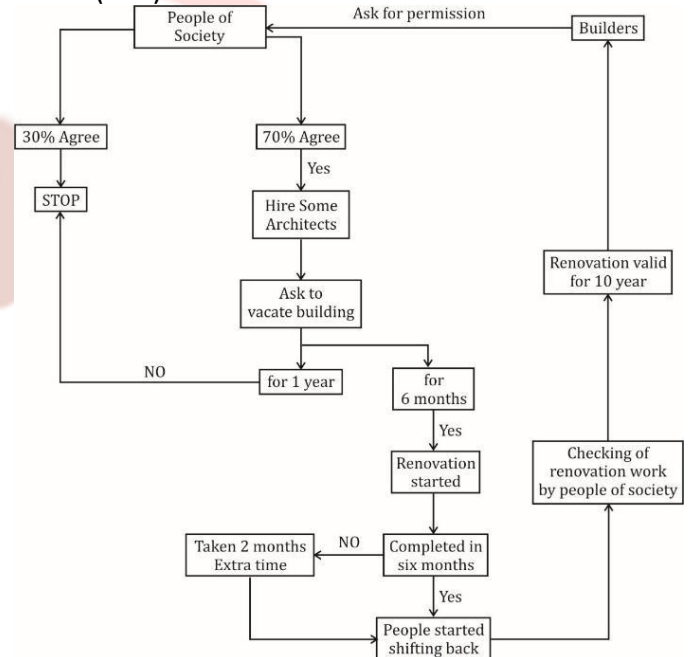 People of
Society
Ask for permission
Builders
30% Agree
70% Agree
Yes
STOP
Hire Some
Architects
Renovation valid
for 10 year
Ask to
vacate building
NO
for 1 year
for
6 months
Yes
Renovation
started
Checking of
renovation work
by people of society
Taken 2 months
Extra time
NO
Completed in
six months
Yes
People started
shifting back